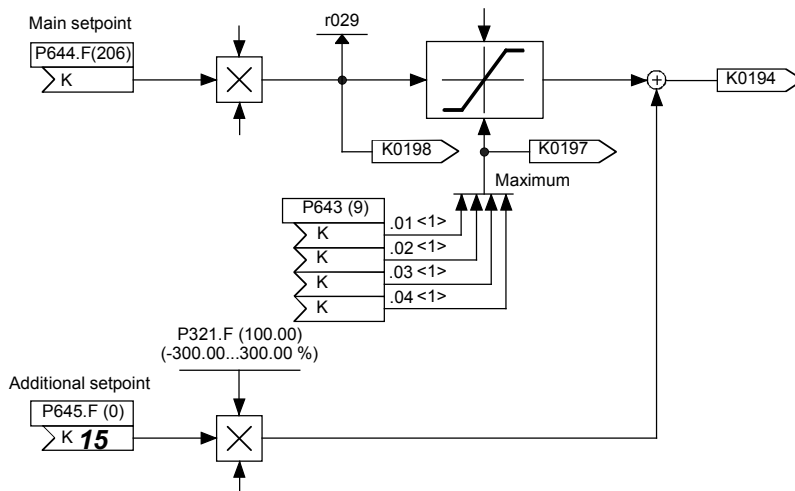 Main setpoint
r029
P644.F(206)
K
K0194
K0198
K0197
Maximum
P643 (9)
K .01 <1>
K .02 <1>
K .03 <1>
K .04 <1>
P321.F (100.00)
(-300.00...300.00 %)
Additional setpoint
P645.F (0)
K 15